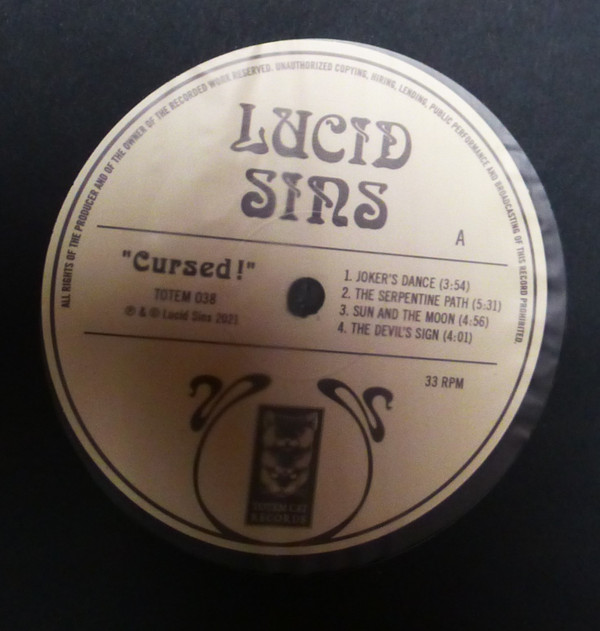 ALL RIGHTS OF THE PRODUCER AND OF THE OWNER OF THE RECORDED WORK RESERVED. UNAUTHORIZED COPYING, HIRING, LENDING, PUBLIC PERFORMANCE AND BROADCASTING OF THIS RECORD PROHIBITED.
LUCID
SINS
A
"Cursed!"
TOTEM 038
℗ & © Lucid Sins 2021
1. JOKER'S DANCE (3:54)
2. THE SERPENTINE PATH (5:31)
3. SUN AND THE MOON (4:56)
4. THE DEVIL'S SIGN (4:01)
33 RPM
TOTEM CAT
RECORDS